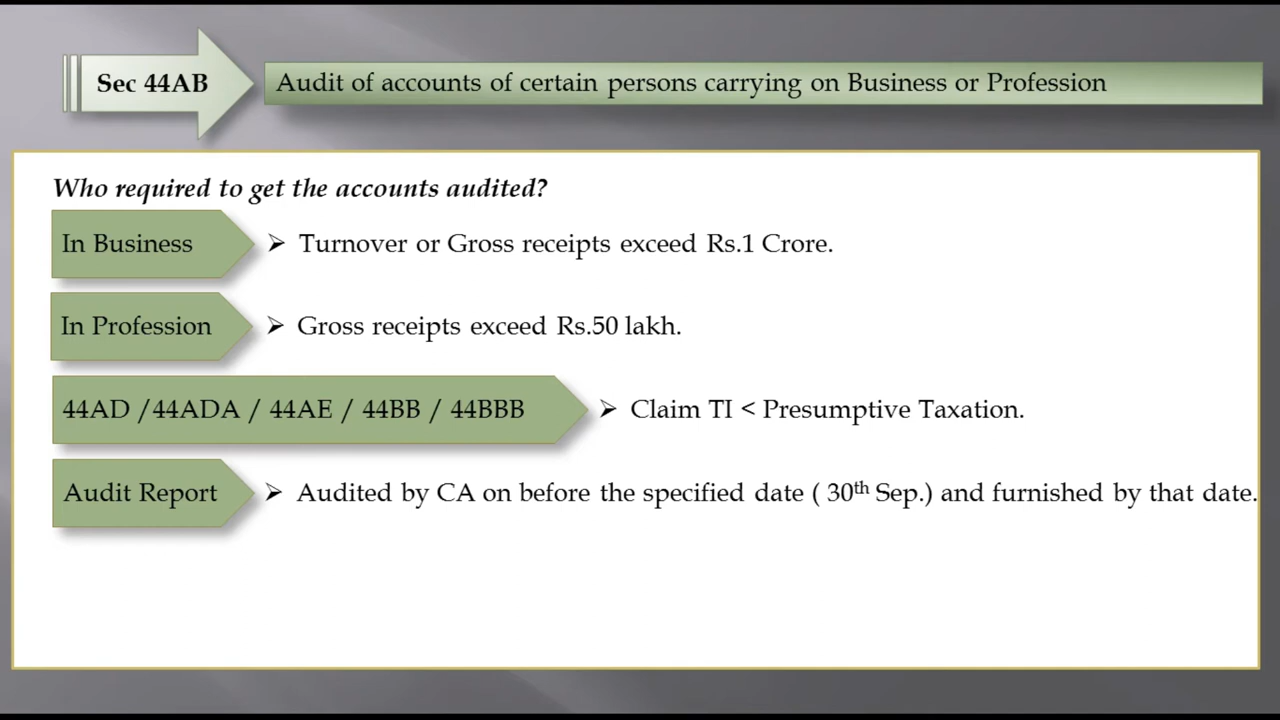 Sec 44AB
Audit of accounts of certain persons carrying on Business or Profession
Who required to get the accounts audited?
In Business
➢ Turnover or Gross receipts exceed Rs.1 Crore.
In Profession
➢ Gross receipts exceed Rs.50 lakh.
44AD /44ADA / 44AE / 44BB / 44BBB
➢ Claim TI < Presumptive Taxation.
Audit Report
➢ Audited by CA on before the specified date ( 30th Sep.) and furnished by that date.